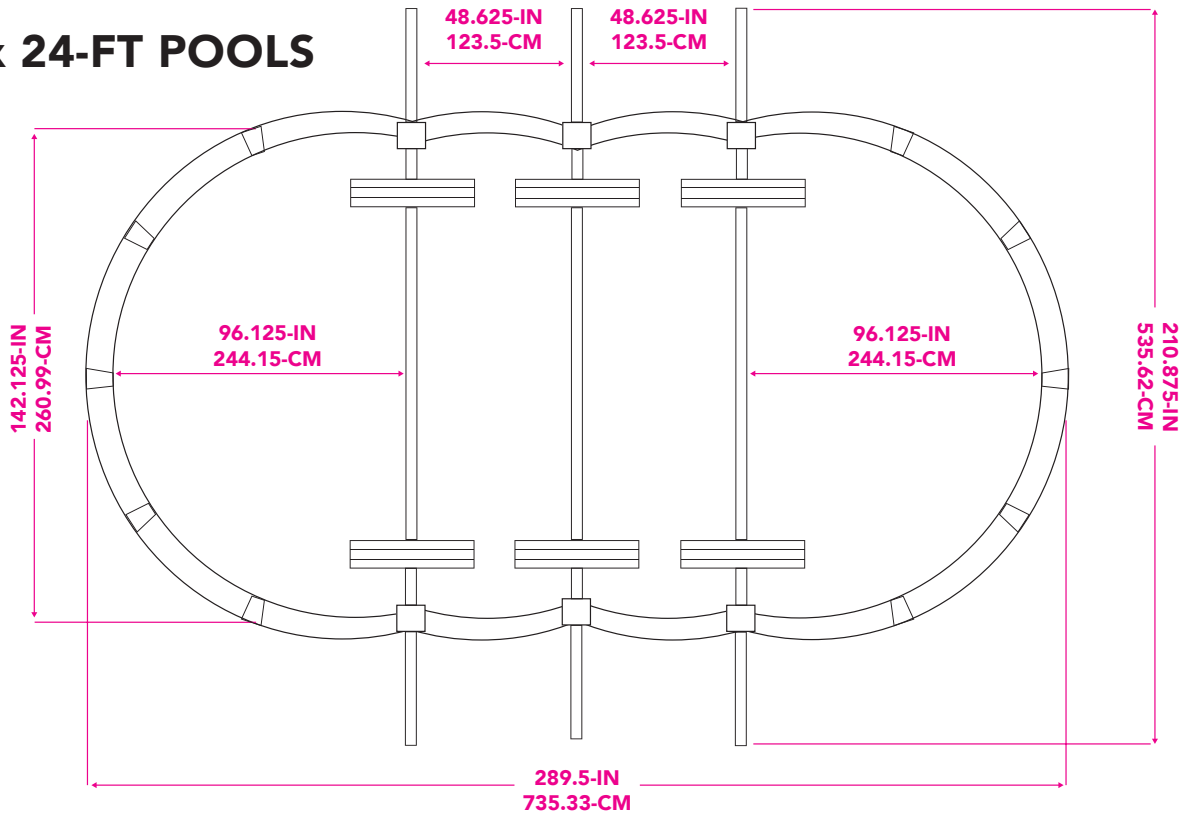 x 24-FT POOLS
48.625-IN
123.5-CM
48.625-IN
123.5-CM
142.125-IN
260.99-CM
96.125-IN
244.15-CM
96.125-IN
244.15-CM
210.875-IN
535.62-CM
289.5-IN
735.33-CM